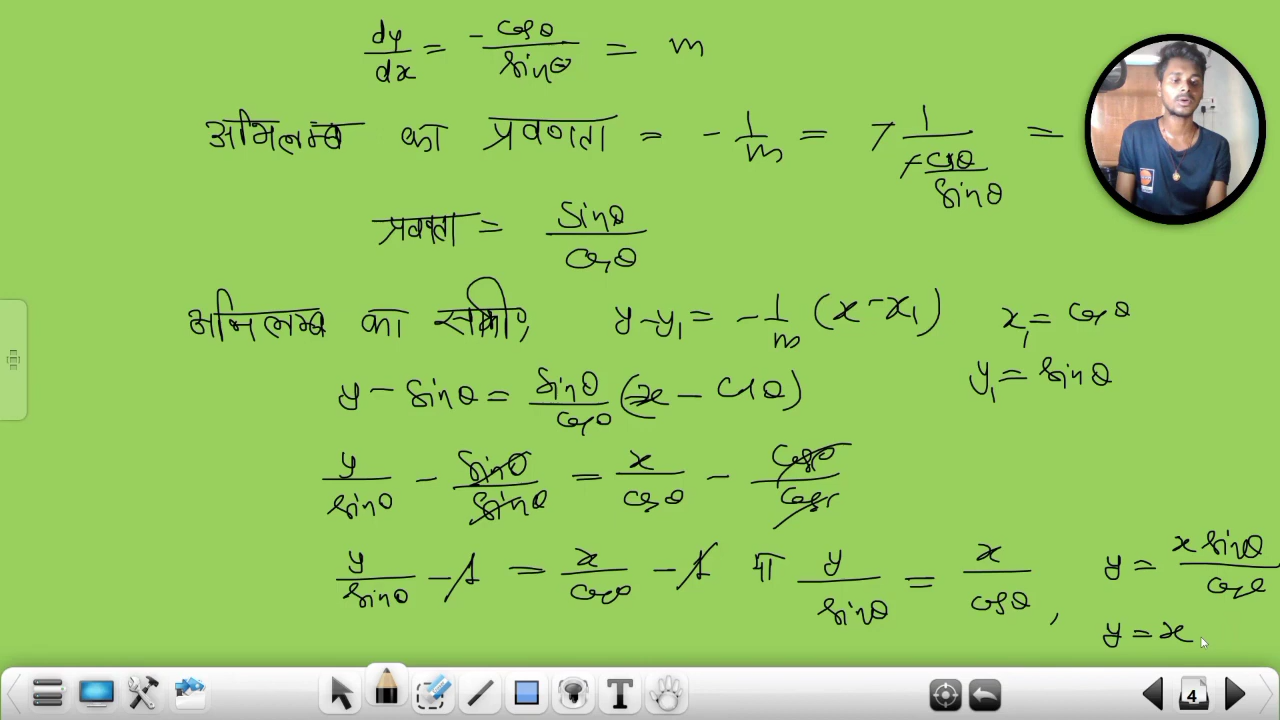 dy/dx = -cosθ/sinθ = m
अभिलम्ब का प्रवणता = -1/m = -1/(-cosθ/sinθ) =
प्रवणता = sinθ/cosθ
अभिलम्ब का समी०, y-y₁ = -1/m (x-x₁) x₁ = cosθ
y₁ = sinθ
y - sinθ = sinθ/cosθ (x - cosθ)
y/sinθ - sinθ/sinθ = x/cosθ - cosθ/cosθ
y/sinθ - 1 = x/cosθ - 1 या y/sinθ = x/cosθ, y = x sinθ/cosθ
y = x
4